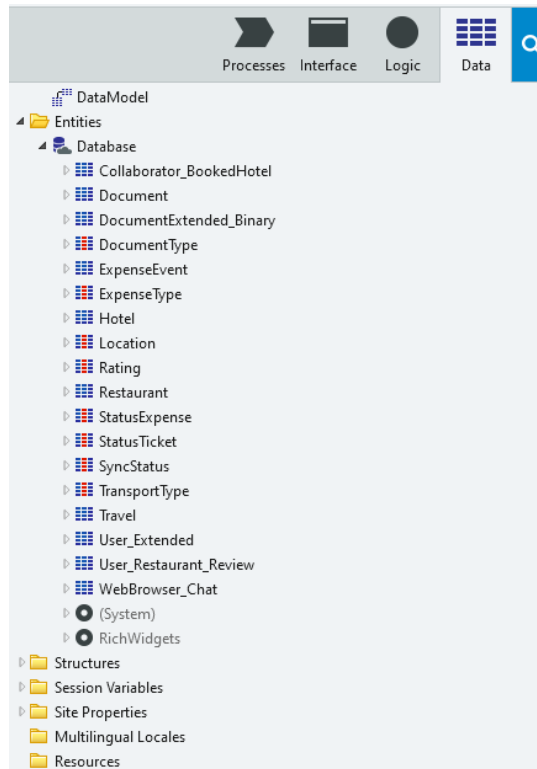 Processes Interface Logic Data
DataModel
Entities
Database
Collaborator_BookedHotel
Document
DocumentExtended_Binary
DocumentType
ExpenseEvent
ExpenseType
Hotel
Location
Rating
Restaurant
StatusExpense
StatusTicket
SyncStatus
TransportType
Travel
User_Extended
User_Restaurant_Review
WebBrowser_Chat
(System)
RichWidgets
Structures
Session Variables
Site Properties
Multilingual Locales
Resources